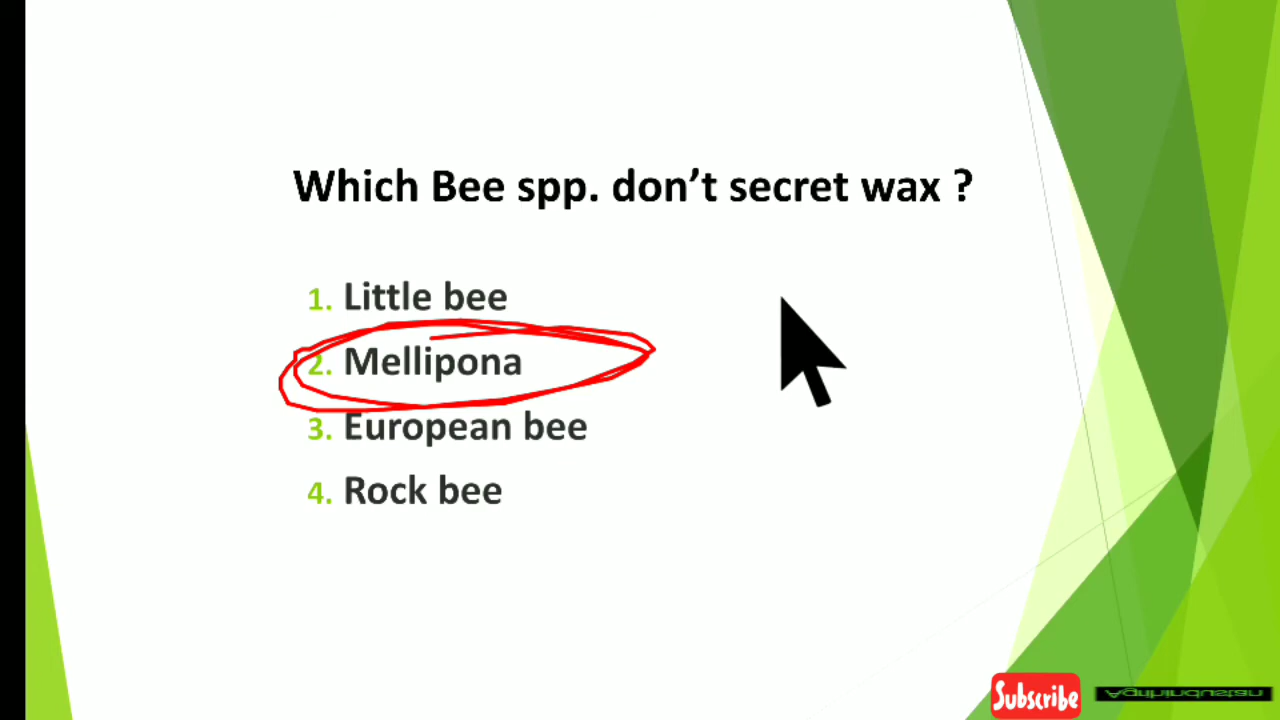 Which Bee spp. don't secret wax ?
1. Little bee
2. Mellipona
3. European bee
4. Rock bee
Subscribe